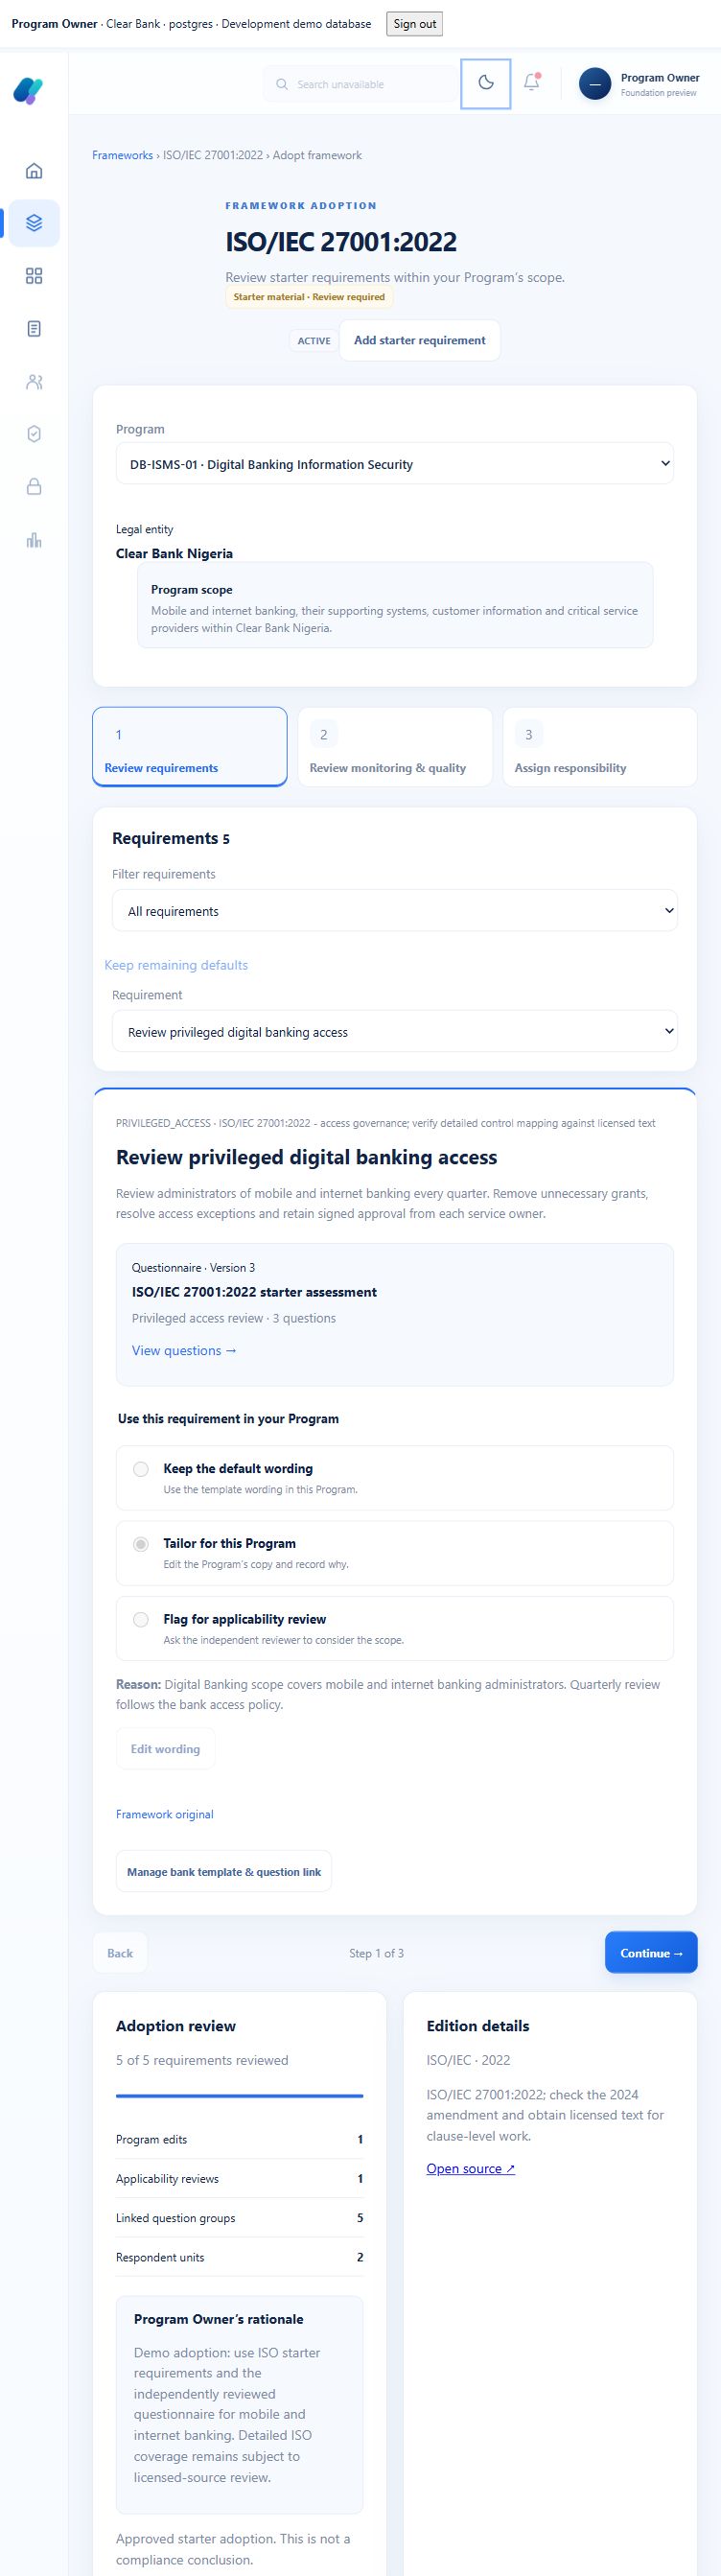 Program Owner · Clear Bank · postgres · Development demo database
Sign out
Search unavailable
Program Owner
Foundation preview
Frameworks › ISO/IEC 27001:2022 › Adopt framework
FRAMEWORK ADOPTION
ISO/IEC 27001:2022
Review starter requirements within your Program's scope.
Starter material · Review required
ACTIVE
Add starter requirement
Program
DB-ISMS-01 · Digital Banking Information Security
Legal entity
Clear Bank Nigeria
Program scope
Mobile and internet banking, their supporting systems, customer information and critical service
providers within Clear Bank Nigeria.
1
Review requirements
2
Review monitoring & quality
3
Assign responsibility
Requirements 5
Filter requirements
All requirements
Keep remaining defaults
Requirement
Review privileged digital banking access
PRIVILEGED_ACCESS · ISO/IEC 27001:2022 - access governance; verify detailed control mapping against licensed text
Review privileged digital banking access
Review administrators of mobile and internet banking every quarter. Remove unnecessary grants,
resolve access exceptions and retain signed approval from each service owner.
Questionnaire · Version 3
ISO/IEC 27001:2022 starter assessment
Privileged access review · 3 questions
View questions →
Use this requirement in your Program
Keep the default wording
Use the template wording in this Program.
Tailor for this Program
Edit the Program's copy and record why.
Flag for applicability review
Ask the independent reviewer to consider the scope.
Reason: Digital Banking scope covers mobile and internet banking administrators. Quarterly review
follows the bank access policy.
Edit wording
Framework original
Manage bank template & question link
Back
Step 1 of 3
Continue →
Adoption review
5 of 5 requirements reviewed
Program edits 1
Applicability reviews 1
Linked question groups 5
Respondent units 2
Program Owner's rationale
Demo adoption: use ISO starter
requirements and the
independently reviewed
questionnaire for mobile and
internet banking. Detailed ISO
coverage remains subject to
licensed-source review.
Approved starter adoption. This is not a
compliance conclusion.
Edition details
ISO/IEC · 2022
ISO/IEC 27001:2022; check the 2024
amendment and obtain licensed text for
clause-level work.
Open source ↗